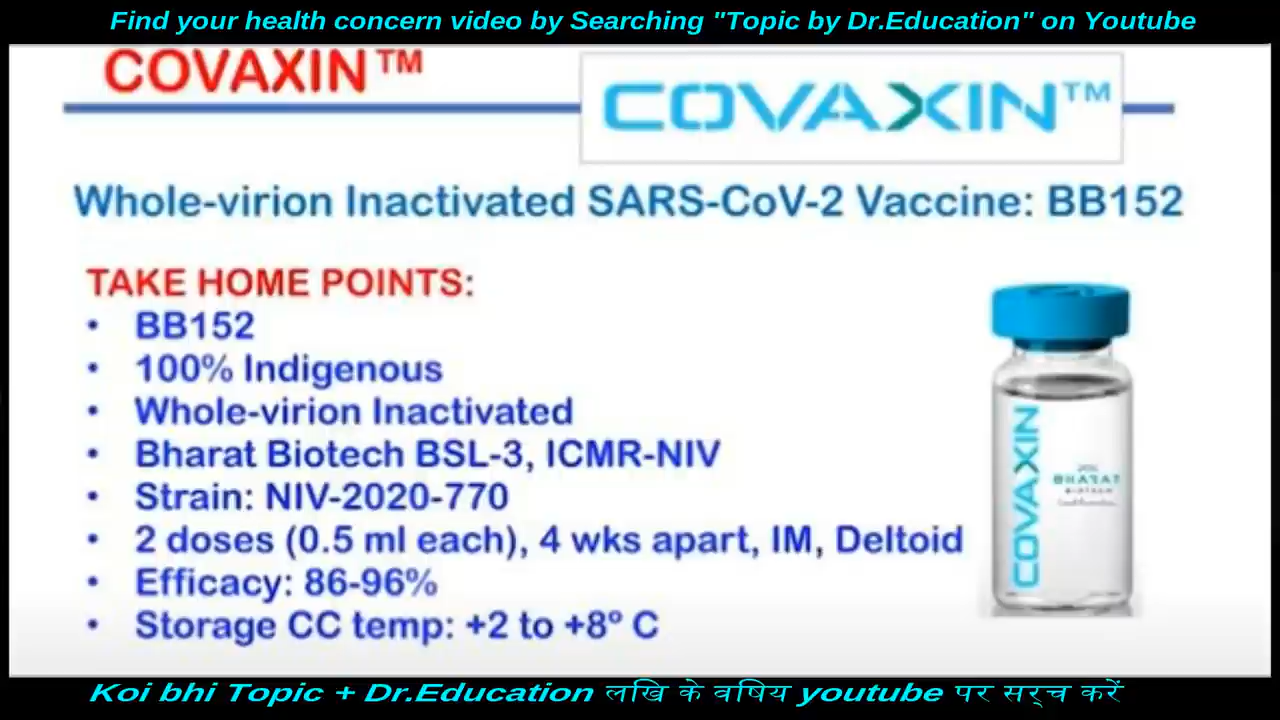 Find your health concern video by Searching "Topic by Dr.Education" on Youtube
COVAXIN™
COVAXIN™
Whole-virion Inactivated SARS-CoV-2 Vaccine: BB152
TAKE HOME POINTS:
• BB152
• 100% Indigenous
• Whole-virion Inactivated
• Bharat Biotech BSL-3, ICMR-NIV
• Strain: NIV-2020-770
• 2 doses (0.5 ml each), 4 wks apart, IM, Deltoid
• Efficacy: 86-96%
• Storage CC temp: +2 to +8º C
COVAXIN
BHARAT
BIOTECH
Koi bhi Topic + Dr.Education लिख के विषय youtube पर सर्च करें